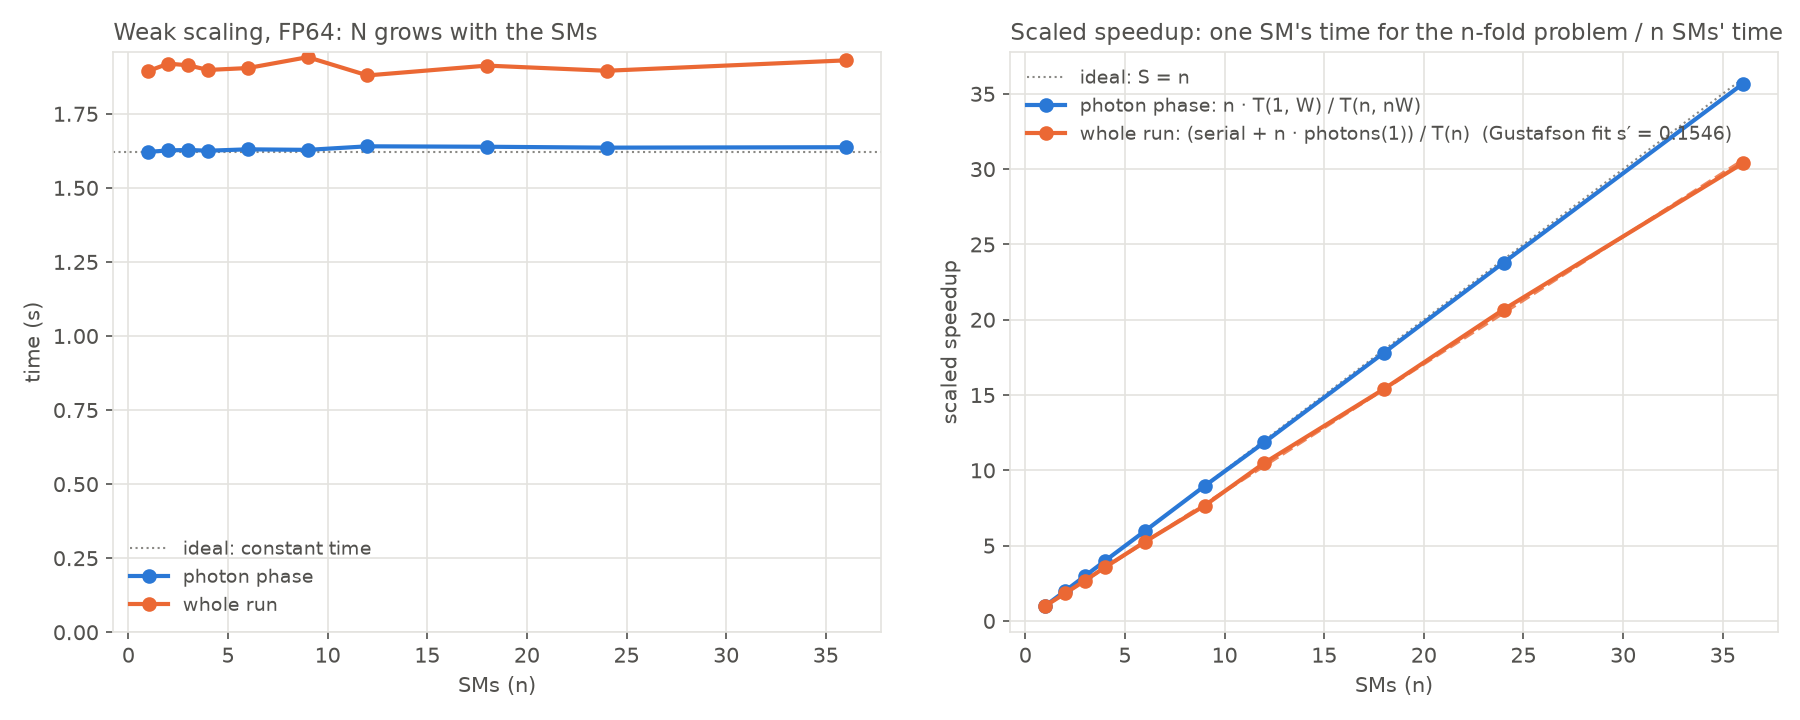 Weak scaling, FP64: N grows with the SMs
1.75
1.50
1.25
1.00
0.75
0.50
0.25
0.00
time (s)
ideal: constant time
photon phase
whole run
0 5 10 15 20 25 30 35
SMs (n)
Scaled speedup: one SM's time for the n-fold problem / n SMs' time
ideal: S = n
photon phase: n · T(1, W) / T(n, nW)
whole run: (serial + n · photons(1)) / T(n) (Gustafson fit s′ = 0.1546)
35
30
25
20
15
10
5
0
scaled speedup
0 5 10 15 20 25 30 35
SMs (n)